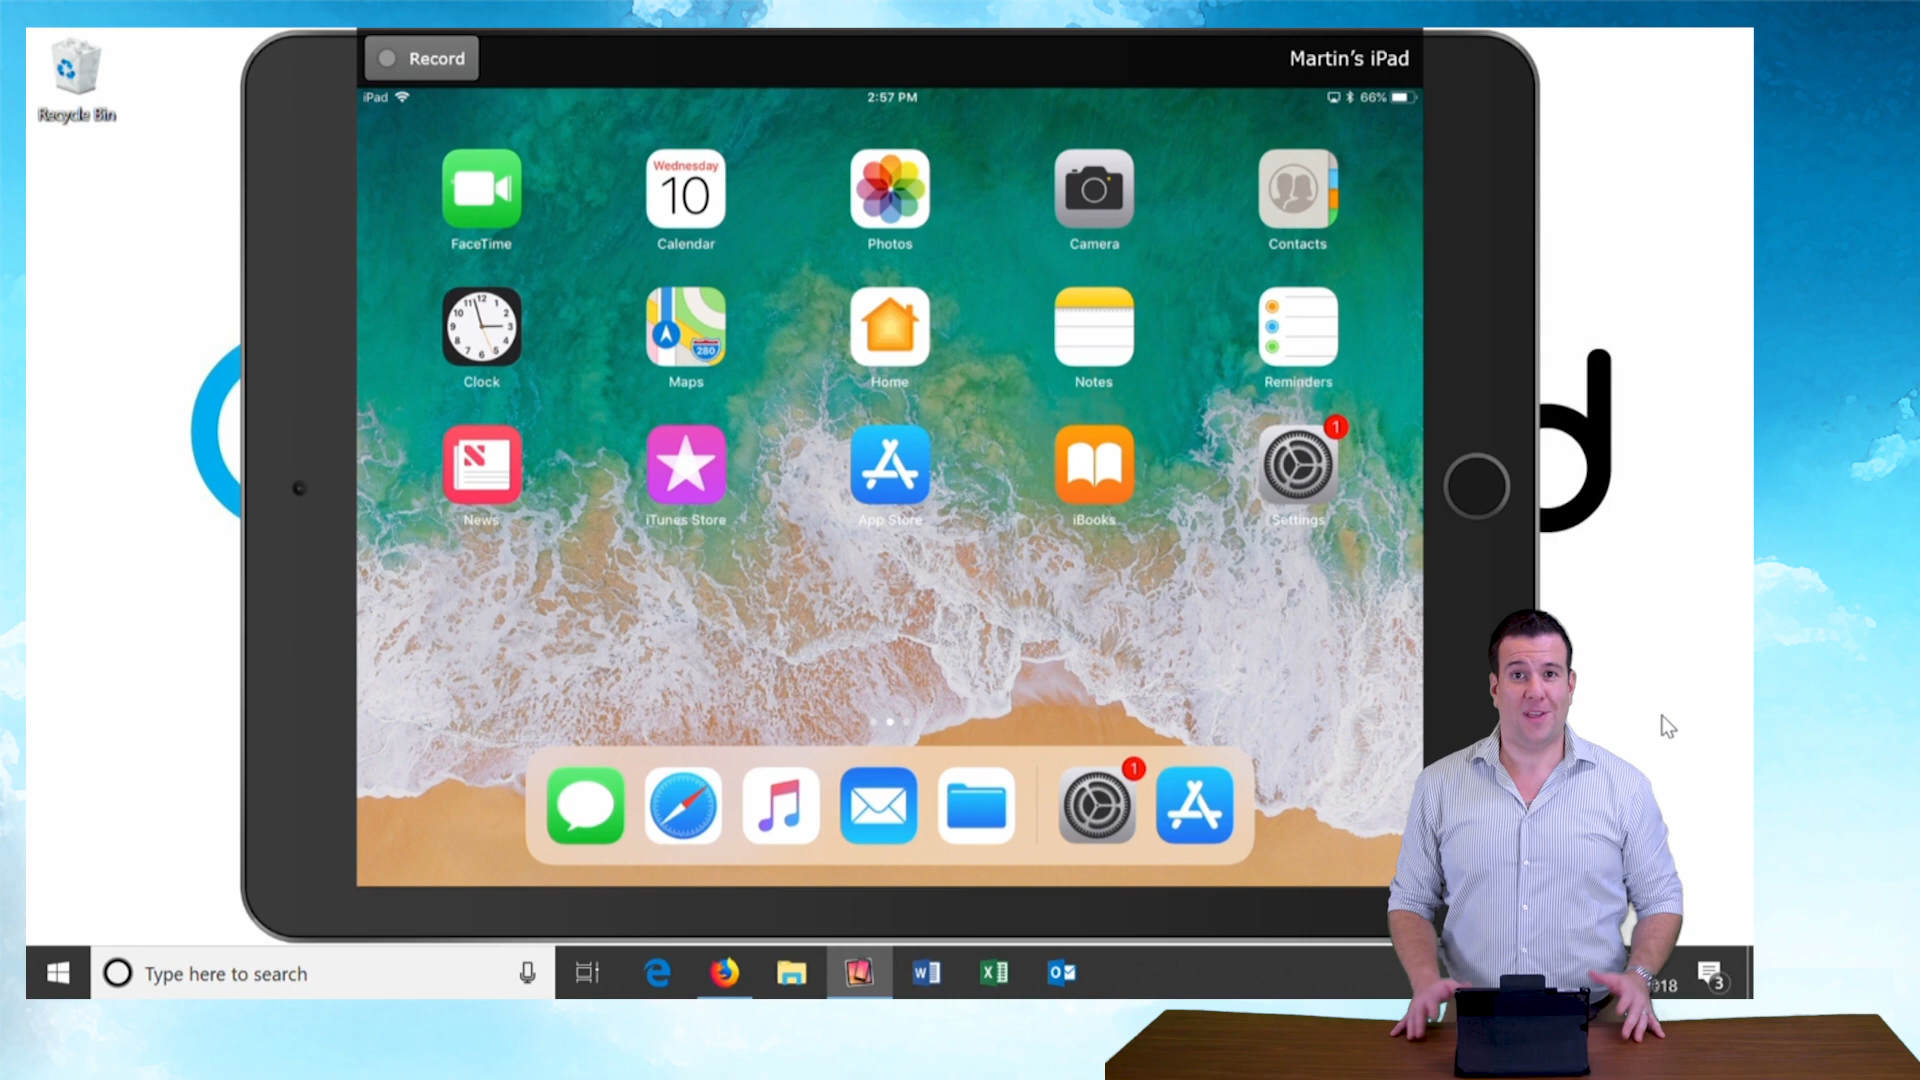 Recycle Bin
Record
Martin's iPad
iPad
2:57 PM
66%
FaceTime
Wednesday
10
Calendar
Photos
Camera
Contacts
Clock
280
Maps
Home
Notes
Reminders
News
iTunes Store
App Store
iBooks
1
Settings
1
Type here to search
3
d